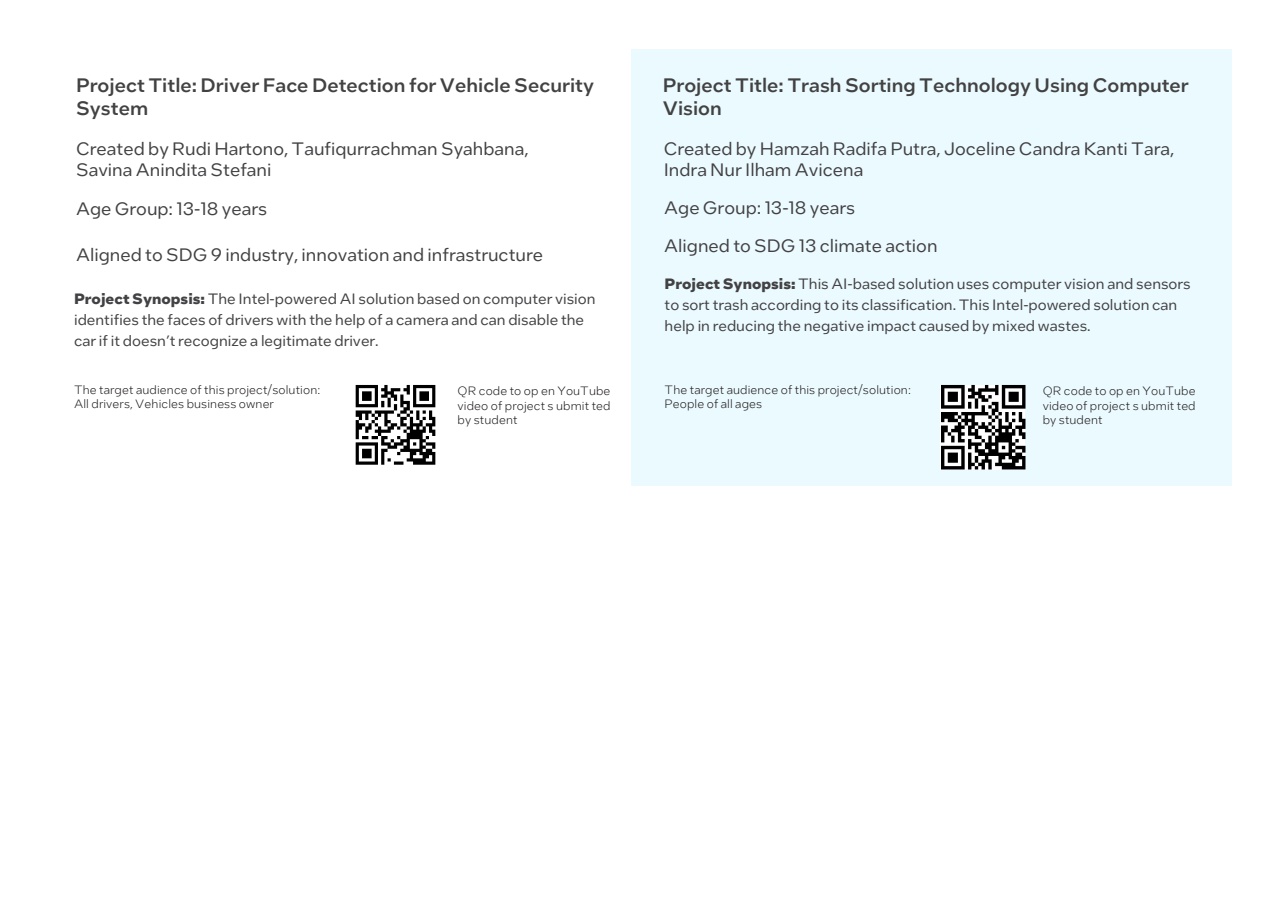 Project Title: Driver Face Detection for Vehicle Security
System
Created by Rudi Hartono, Taufiqurrachman Syahbana,
Savina Anindita Stefani
Age Group: 13-18 years
Aligned to SDG 9 industry, innovation and infrastructure
Project Synopsis: The Intel-powered AI solution based on computer vision
identifies the faces of drivers with the help of a camera and can disable the
car if it doesn’t recognize a legitimate driver.
The target audience of this project/solution:
All drivers, Vehicles business owner
QR code to op en YouTube
video of project s ubmit ted
by student
Project Title: Trash Sorting Technology Using Computer
Vision
Created by Hamzah Radifa Putra, Joceline Candra Kanti Tara,
Indra Nur Ilham Avicena
Age Group: 13-18 years
Aligned to SDG 13 climate action
Project Synopsis: This AI-based solution uses computer vision and sensors
to sort trash according to its classification. This Intel-powered solution can
help in reducing the negative impact caused by mixed wastes.
The target audience of this project/solution:
People of all ages
QR code to op en YouTube
video of project s ubmit ted
by student